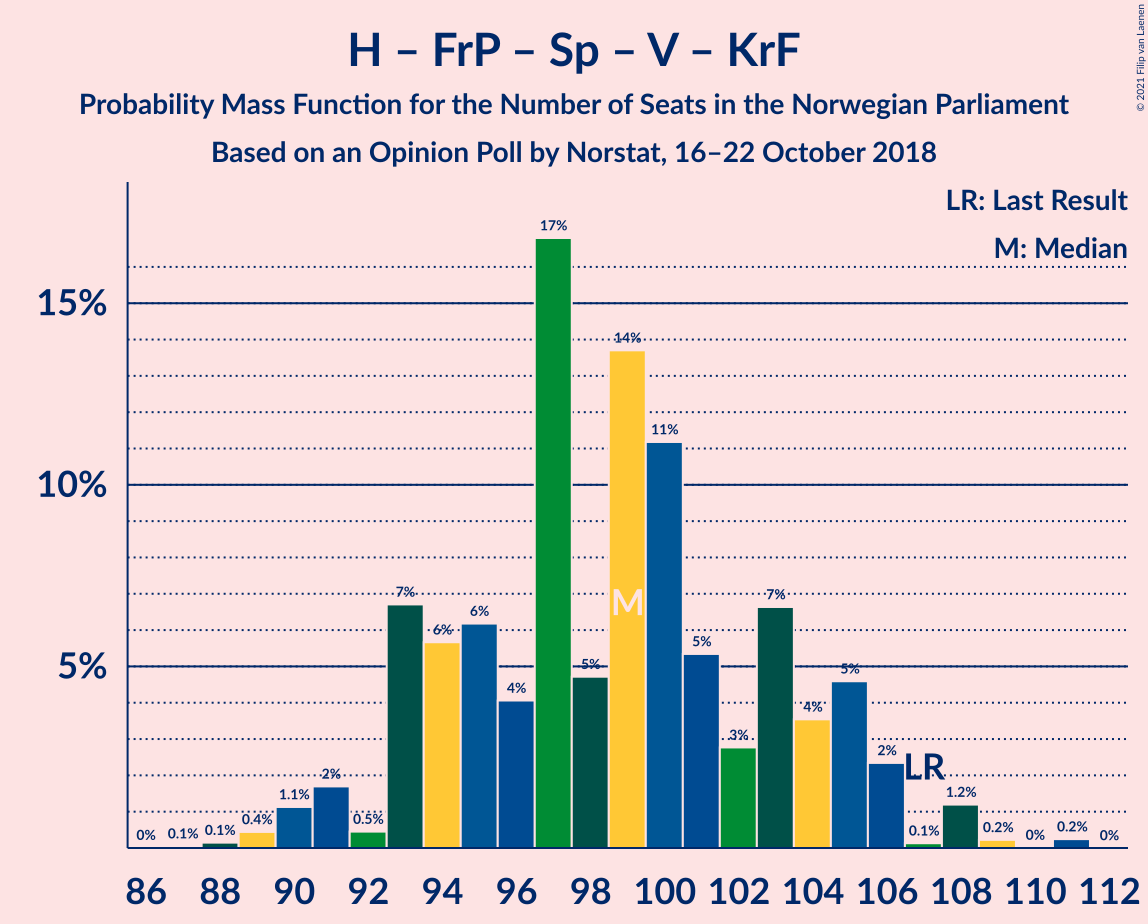 H – FrP – Sp – V – KrF
Probability Mass Function for the Number of Seats in the Norwegian Parliament
Based on an Opinion Poll by Norstat, 16–22 October 2018
© 2021 Filip van Laenen
LR: Last Result
M: Median
15%
10%
5%
0% 0.1% 0.1% 0.4% 1.1% 2% 0.5% 7% 6% 6% 4% 17% 5% 14% 11% 5% 3% 7% 4% 5% 2% 0.1% 1.2% 0.2% 0% 0.2% 0%
M
LR
86 88 90 92 94 96 98 100 102 104 106 108 110 112